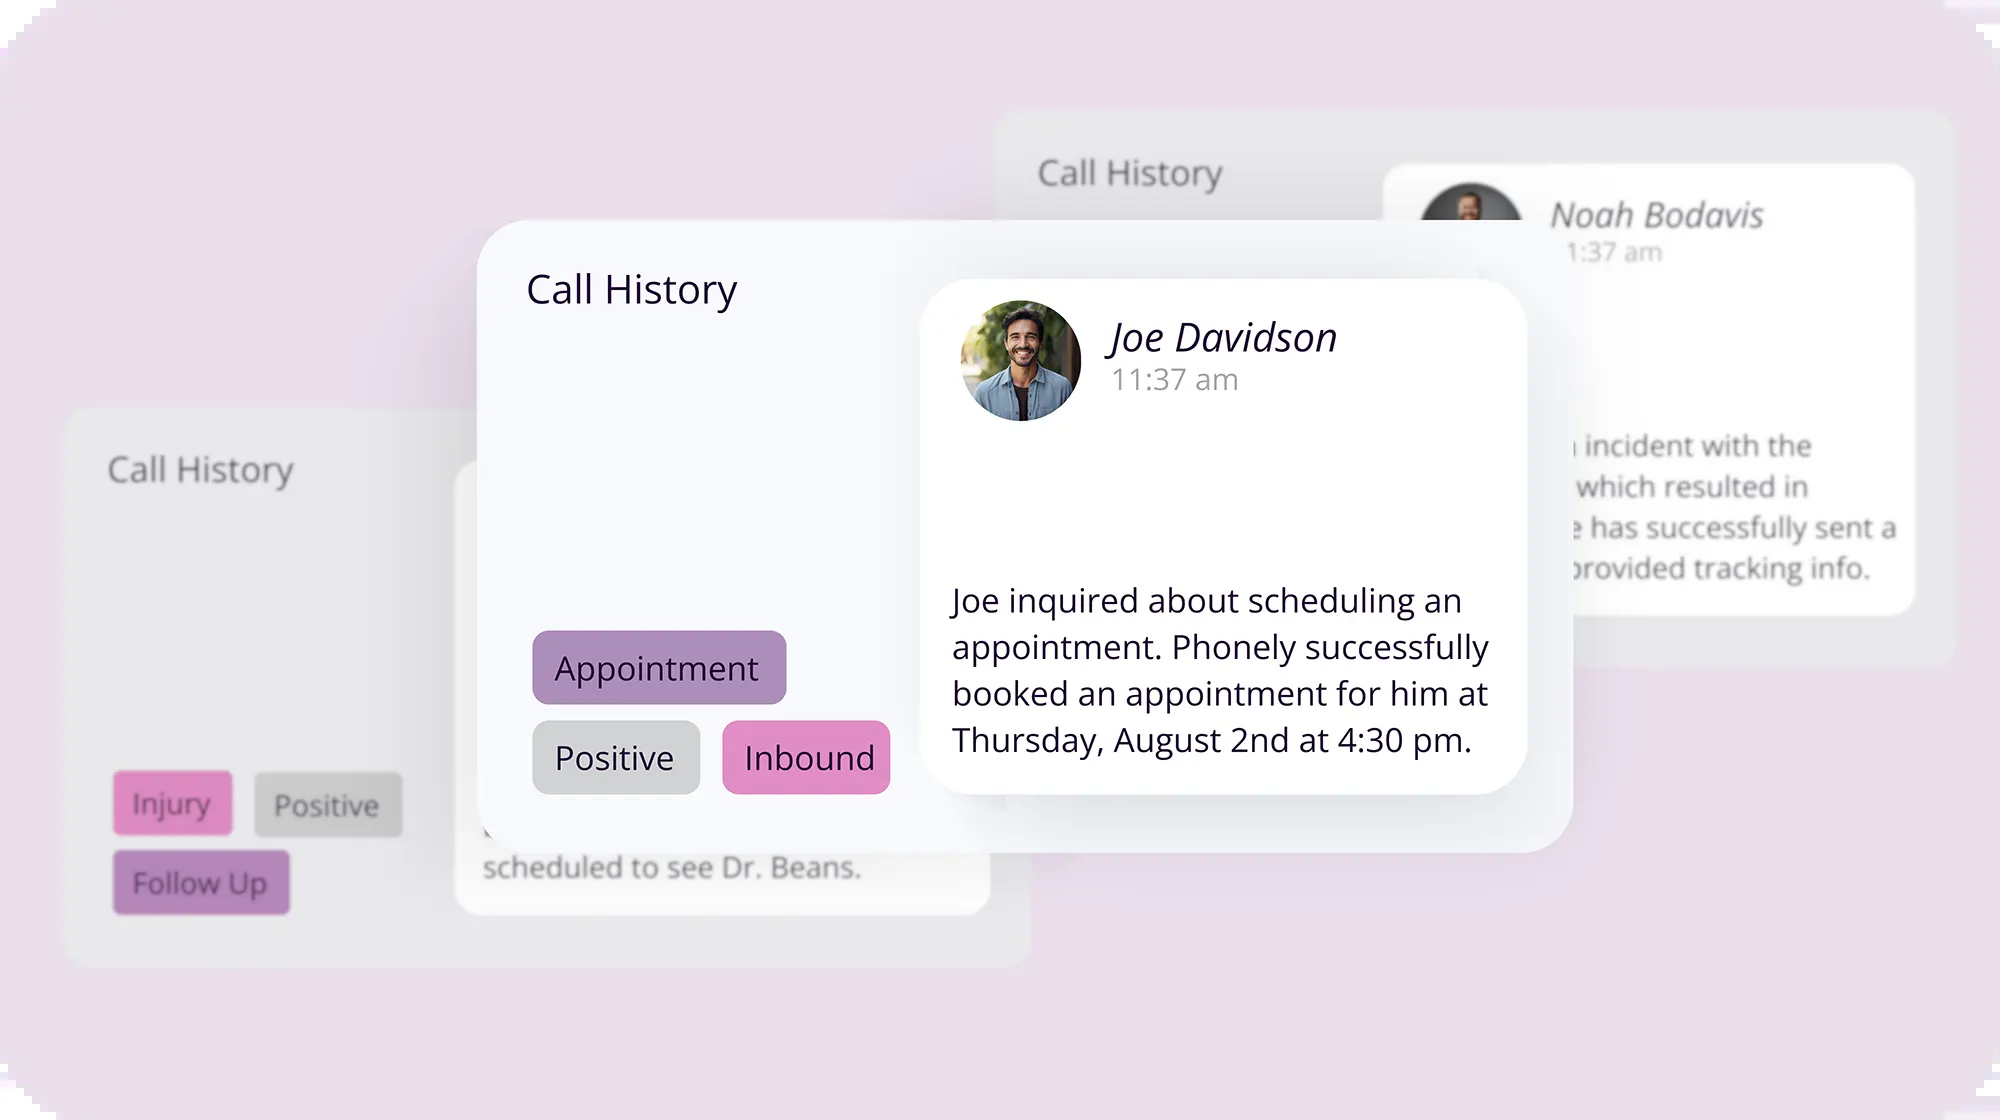 Call History
Noah Bodavis
1:37 am
incident with the
which resulted in
has successfully sent a
provided tracking info.
Call History
Joe Davidson
11:37 am
Joe inquired about scheduling an
appointment. Phonely successfully
booked an appointment for him at
Thursday, August 2nd at 4:30 pm.
Appointment
Positive Inbound
Call History
Injury Positive
Follow Up
scheduled to see Dr. Beans.